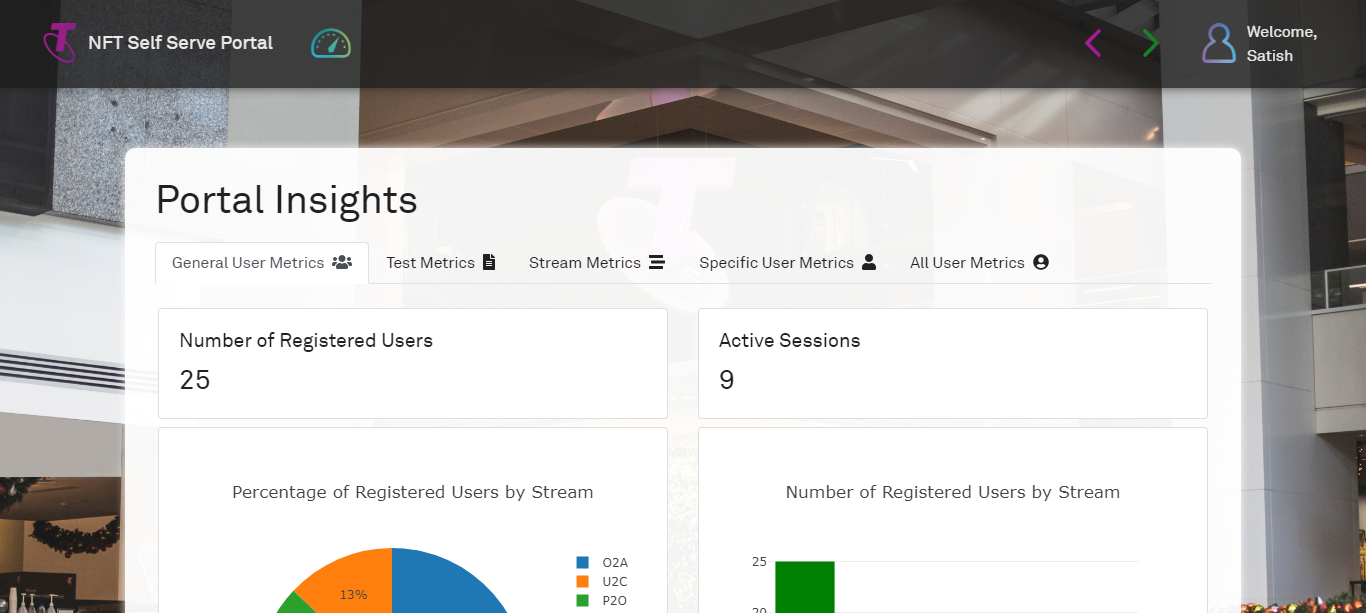 NFT Self Serve Portal
Welcome,
Satish
Portal Insights
General User Metrics
Test Metrics
Stream Metrics
Specific User Metrics
All User Metrics
Number of Registered Users
25
Active Sessions
9
Percentage of Registered Users by Stream
13%
O2A
U2C
P2O
Number of Registered Users by Stream
25
20